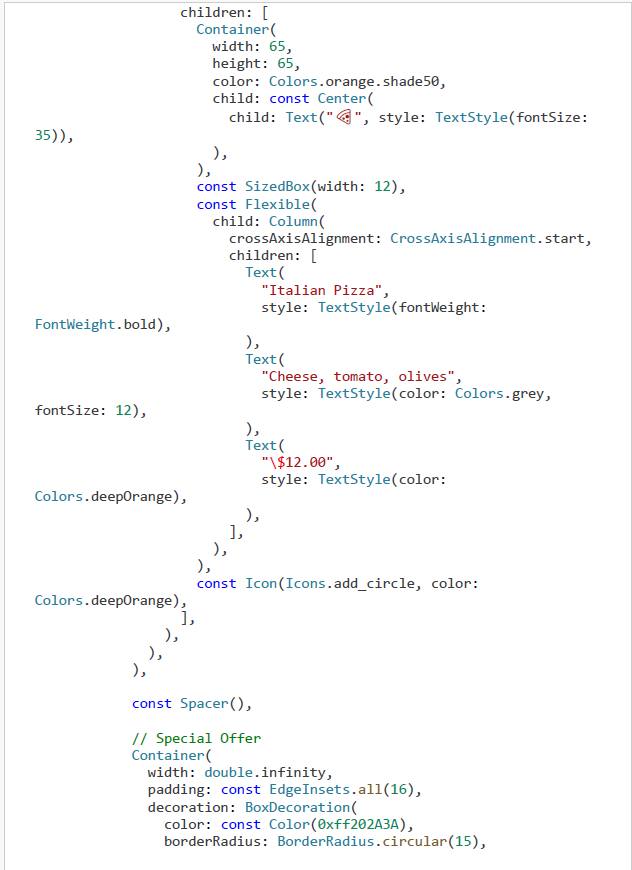 children: [
Container(
width: 65,
height: 65,
color: Colors.orange.shade50,
child: const Center(
child: Text("🍕", style: TextStyle(fontSize:
35)),
),
),
const SizedBox(width: 12),
const Flexible(
child: Column(
crossAxisAlignment: CrossAxisAlignment.start,
children: [
Text(
"Italian Pizza",
style: TextStyle(fontWeight:
FontWeight.bold),
),
Text(
"Cheese, tomato, olives",
style: TextStyle(color: Colors.grey,
fontSize: 12),
),
Text(
"\$12.00",
style: TextStyle(color:
Colors.deepOrange),
),
],
),
),
const Icon(Icons.add_circle, color:
Colors.deepOrange),
],
),
),
),
const Spacer(),
// Special Offer
Container(
width: double.infinity,
padding: const EdgeInsets.all(16),
decoration: BoxDecoration(
color: const Color(0xff202A3A),
borderRadius: BorderRadius.circular(15),